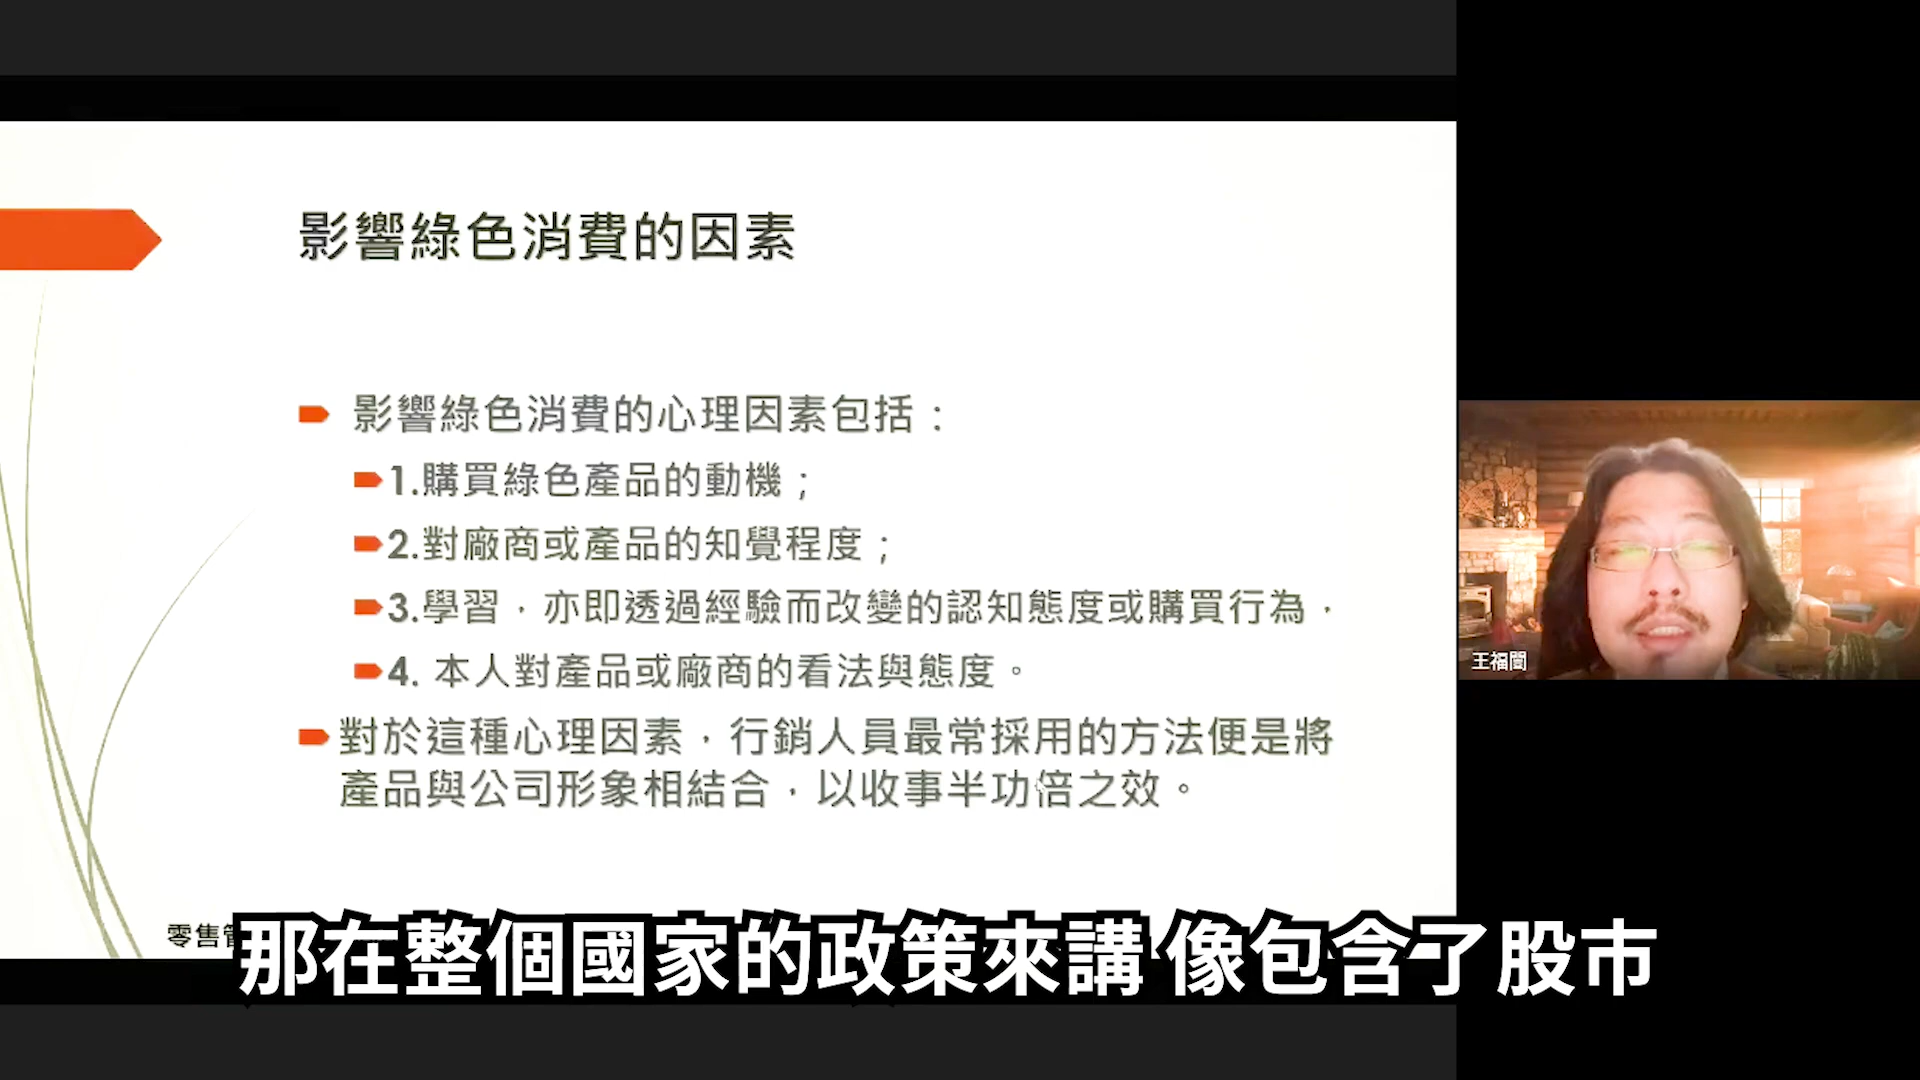 影響綠色消費的因素
影響綠色消費的心理因素包括：
1.購買綠色產品的動機；
2.對廠商或產品的知覺程度；
3.學習，亦即透過經驗而改變的認知態度或購買行為，
4. 本人對產品或廠商的看法與態度。
對於這種心理因素，行銷人員最常採用的方法便是將
產品與公司形象相結合，以收事半功倍之效。
王福闓
零售
那在整個國家的政策來講 像包含了股市